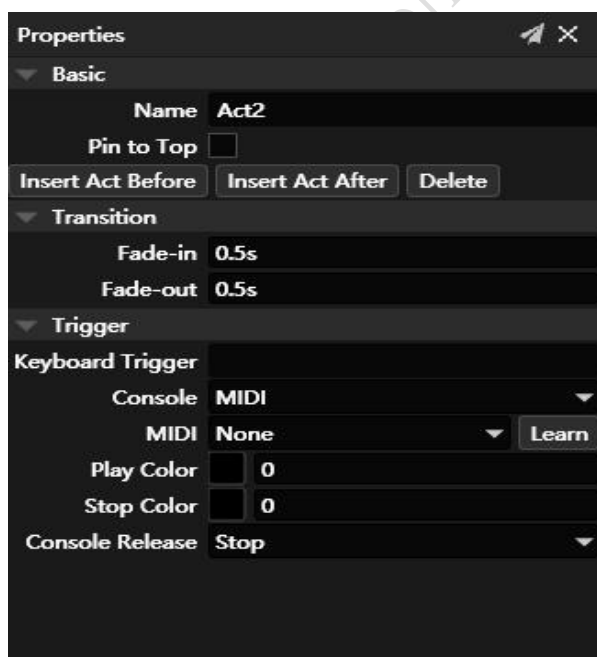 Properties
Basic
Name Act2
Pin to Top
Insert Act Before Insert Act After Delete
Transition
Fade-in 0.5s
Fade-out 0.5s
Trigger
Keyboard Trigger
Console MIDI
MIDI None Learn
Play Color 0
Stop Color 0
Console Release Stop